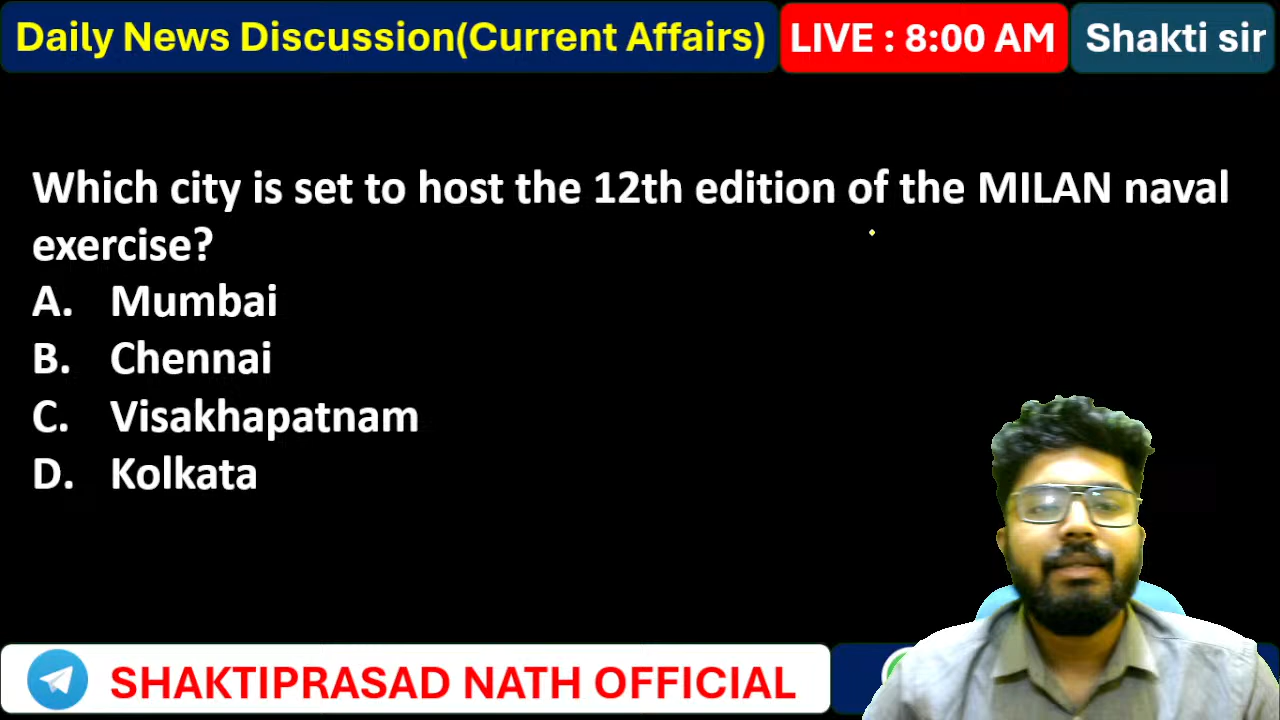 Daily News Discussion(Current Affairs)
LIVE : 8:00 AM
Shakti sir
Which city is set to host the 12th edition of the MILAN naval
exercise?
A. Mumbai
B. Chennai
C. Visakhapatnam
D. Kolkata
SHAKTIPRASAD NATH OFFICIAL